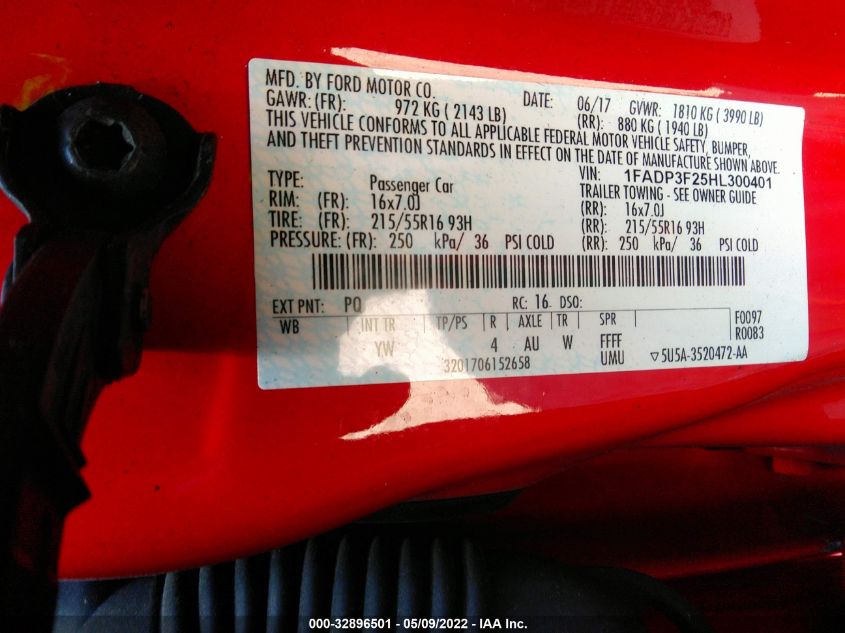 MFD. BY FORD MOTOR CO. DATE: 06/17 GVWR: 1810 KG ( 3990 LB)
GAWR: (FR): 972 KG ( 2143 LB) (RR): 880 KG ( 1940 LB)
THIS VEHICLE CONFORMS TO ALL APPLICABLE FEDERAL MOTOR VEHICLE SAFETY, BUMPER,
AND THEFT PREVENTION STANDARDS IN EFFECT ON THE DATE OF MANUFACTURE SHOWN ABOVE.
VIN: 1FADP3F25HL300401
TYPE: Passenger Car TRAILER TOWING - SEE OWNER GUIDE
RIM: (FR): 16x7.0J (RR): 16x7.0J
TIRE: (FR): 215/55R16 93H (RR): 215/55R16 93H
PRESSURE: (FR): 250 kPa/ 36 PSI COLD (RR): 250 kPa/ 36 PSI COLD
EXT PNT: PQ RC: 16 DSO: F0097
WB INT TR TP/PS R AXLE TR SPR R0083
YW 4 AU W FFFF
3201706152658 UMU ▽5U5A-3520472-AA
000-32896501 - 05/09/2022 - IAA Inc.